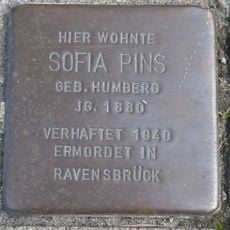 HIER WOHNTE
SOFIA PINS
GEB. HUMBERG
JG. 1880
VERHAFTET 1940
ERMORDET IN
RAVENSBRÜCK